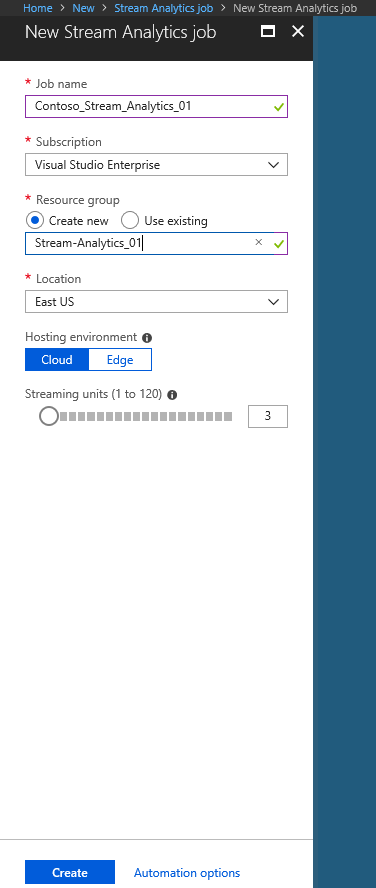 Home > New > Stream Analytics job > New Stream Analytics job
New Stream Analytics job
* Job name
Contoso_Stream_Analytics_01
* Subscription
Visual Studio Enterprise
* Resource group
Create new Use existing
Stream-Analytics_01
* Location
East US
Hosting environment
Cloud Edge
Streaming units (1 to 120)
3
Create Automation options